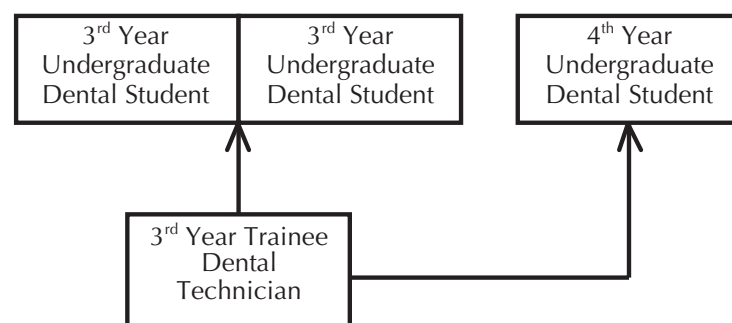 3rd Year
Undergraduate
Dental Student
3rd Year
Undergraduate
Dental Student
4th Year
Undergraduate
Dental Student
3rd Year Trainee
Dental
Technician